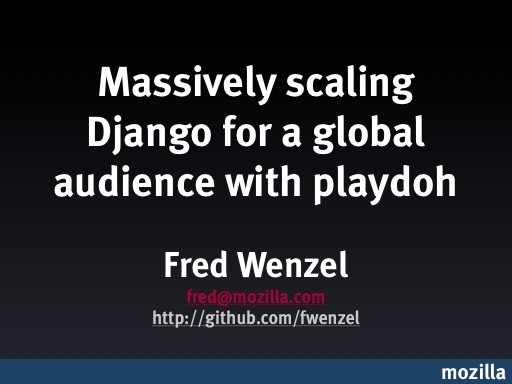 Massively scaling
Django for a global
audience with playdoh
Fred Wenzel
fred@mozilla.com
http://github.com/fwenzel
mozilla